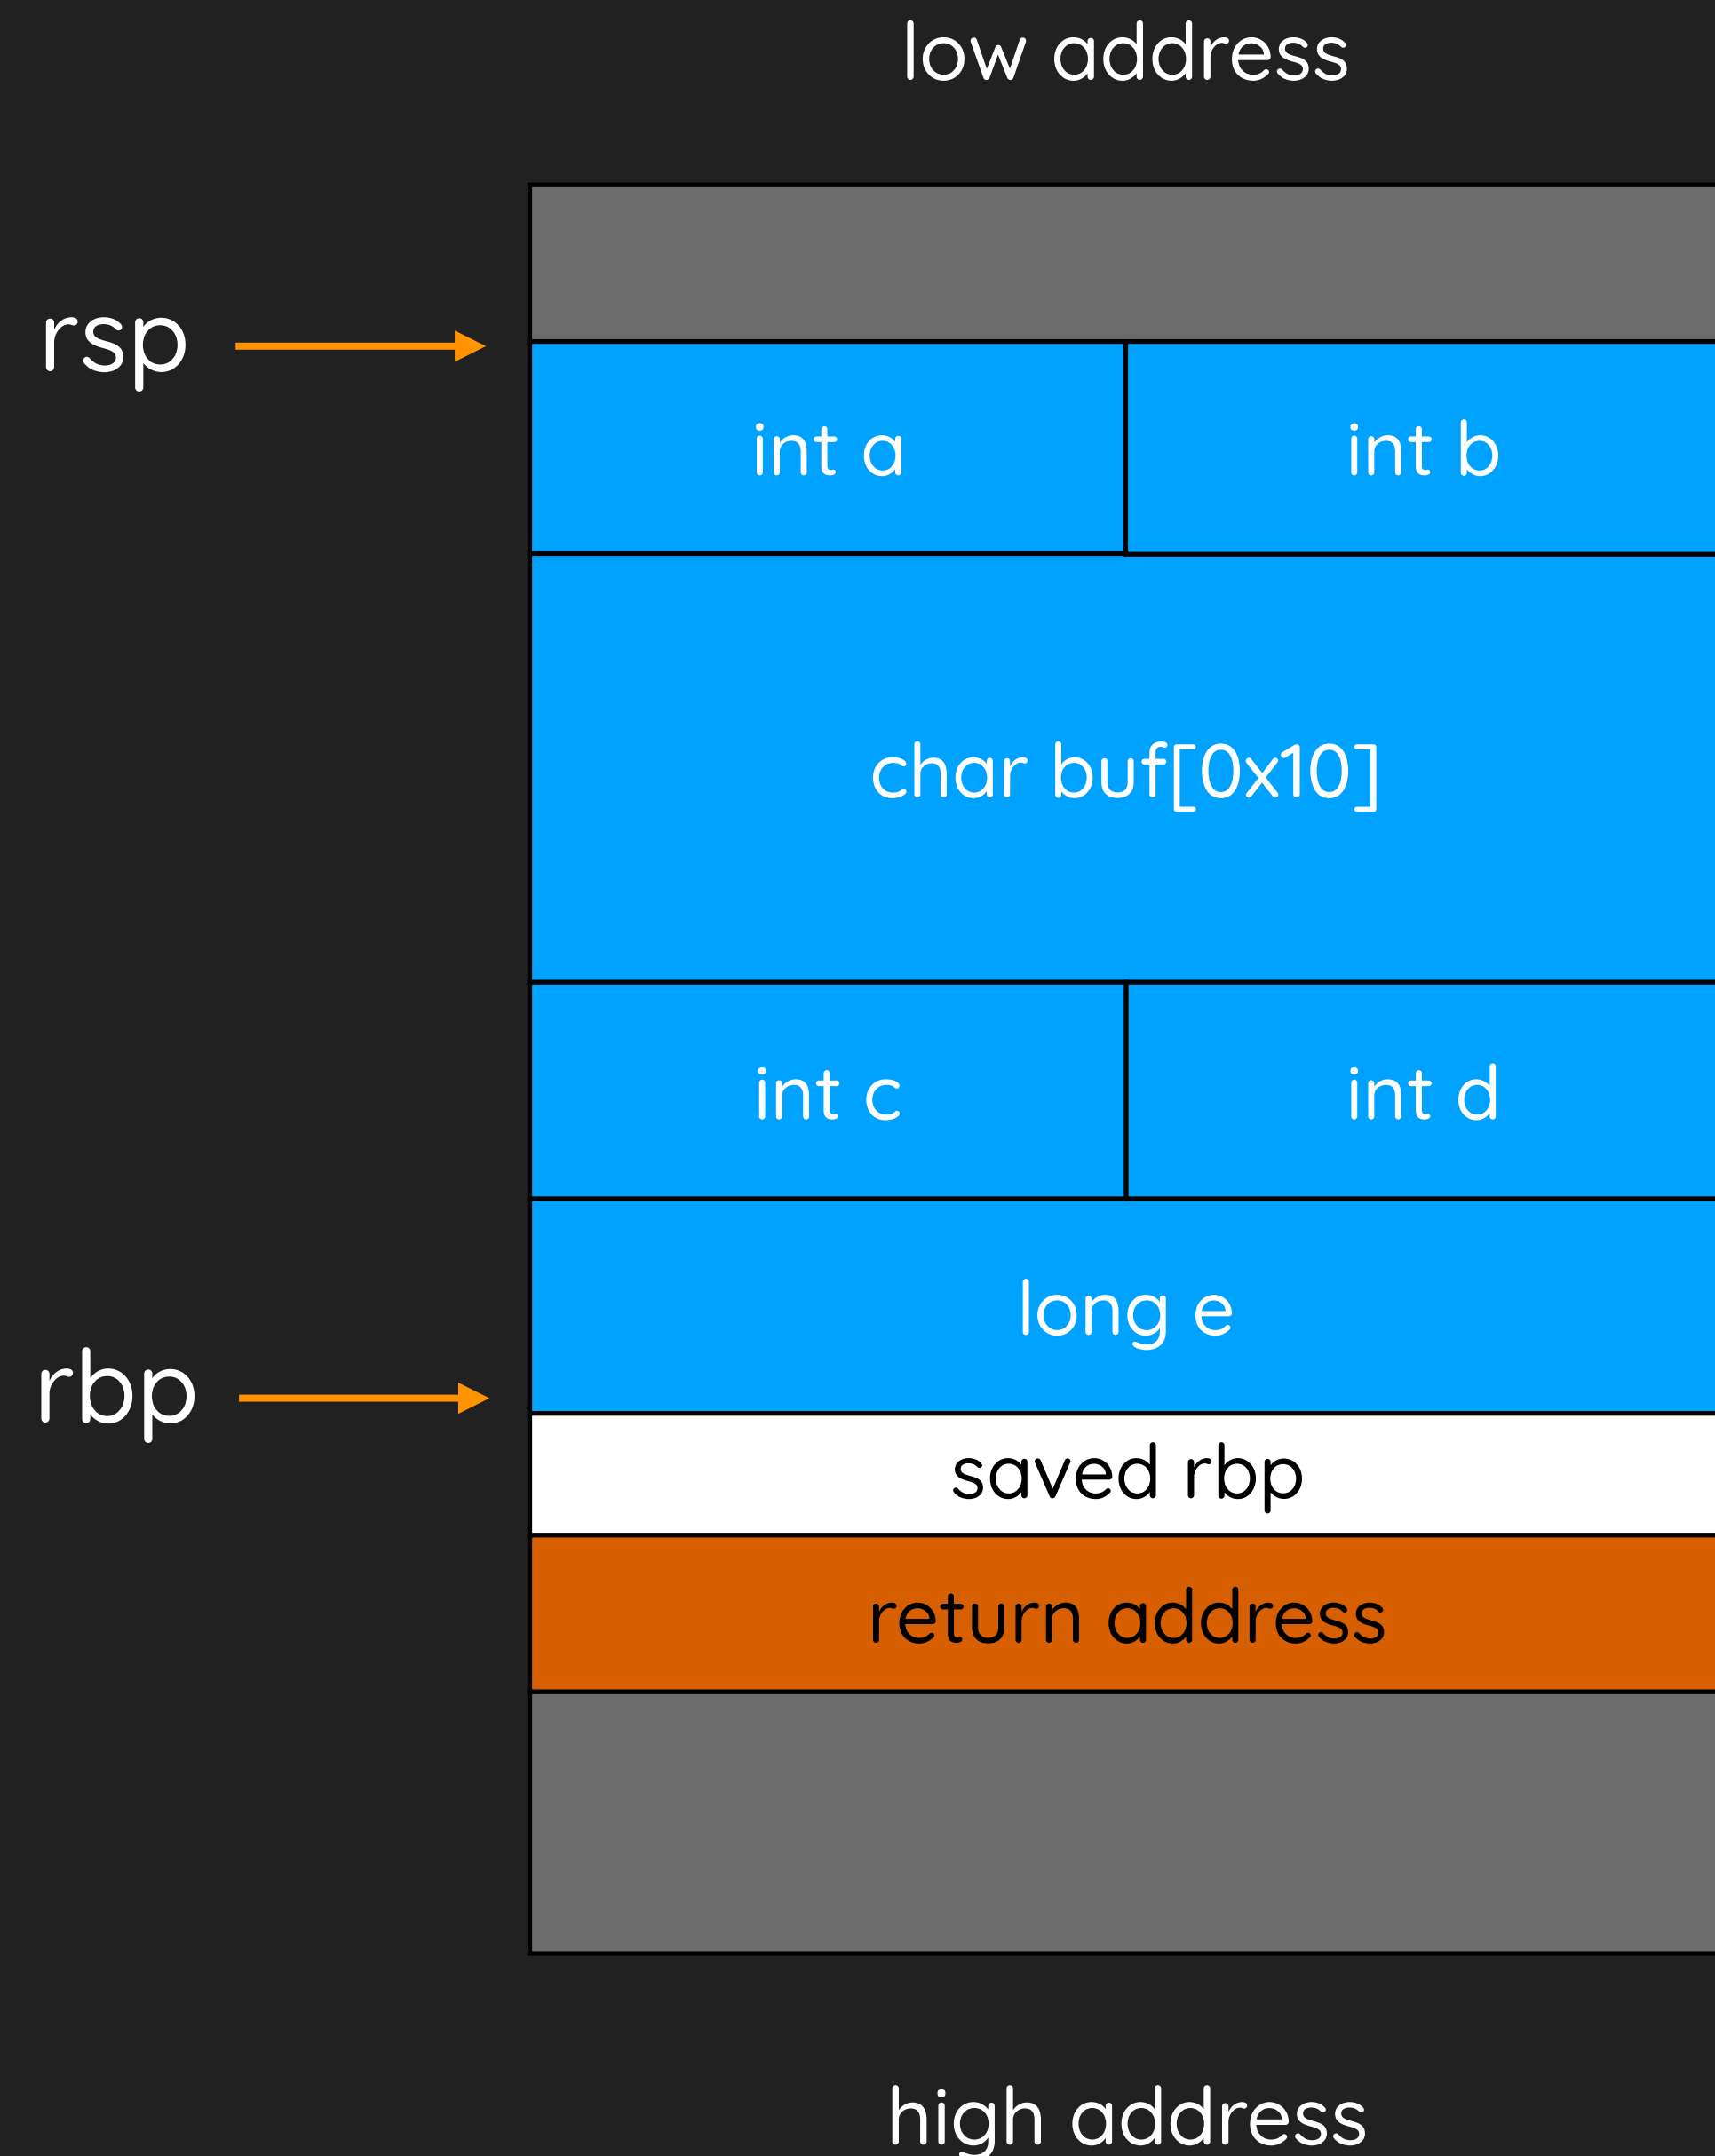 low address
rsp
int a
int b
char buf[0x10]
int c
int d
long e
rbp
saved rbp
return address
high address